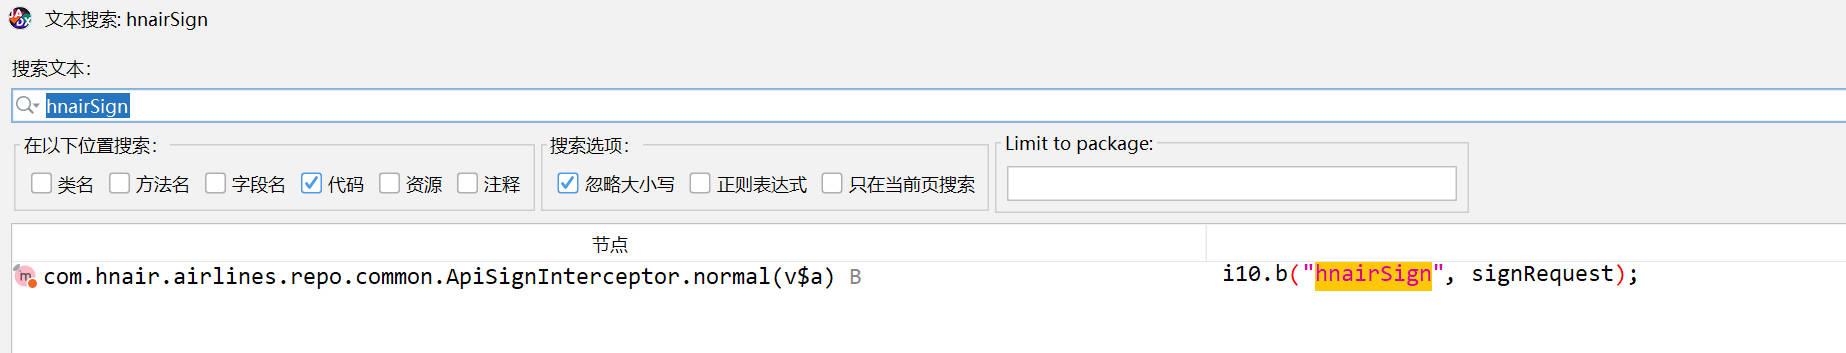 文本搜索: hnairSign
搜索文本:
hnairSign
在以下位置搜索:
类名 方法名 字段名 代码 资源 注释
搜索选项:
忽略大小写 正则表达式 只在当前页搜索
Limit to package:
节点
com.hnair.airlines.repo.common.ApiSignInterceptor.normal(v$a) B
i10.b("hnairSign", signRequest);